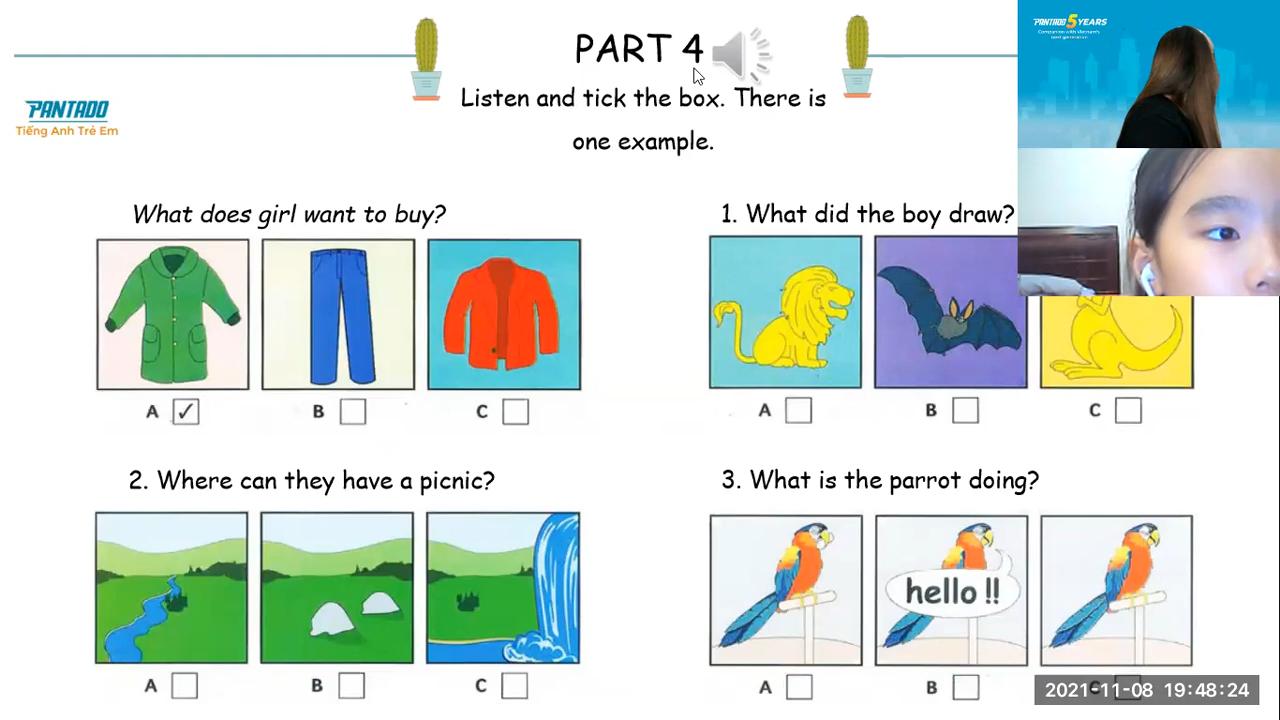 PANTADO 5 YEARS
PART 4
Listen and tick the box. There is
one example.
PANTADO
Tiếng Anh Trẻ Em
What does girl want to buy?
A ✓ B C
1. What did the boy draw?
A B C
2. Where can they have a picnic?
A B C
3. What is the parrot doing?
hello !!
A B C
2021-11-08 19:48:24